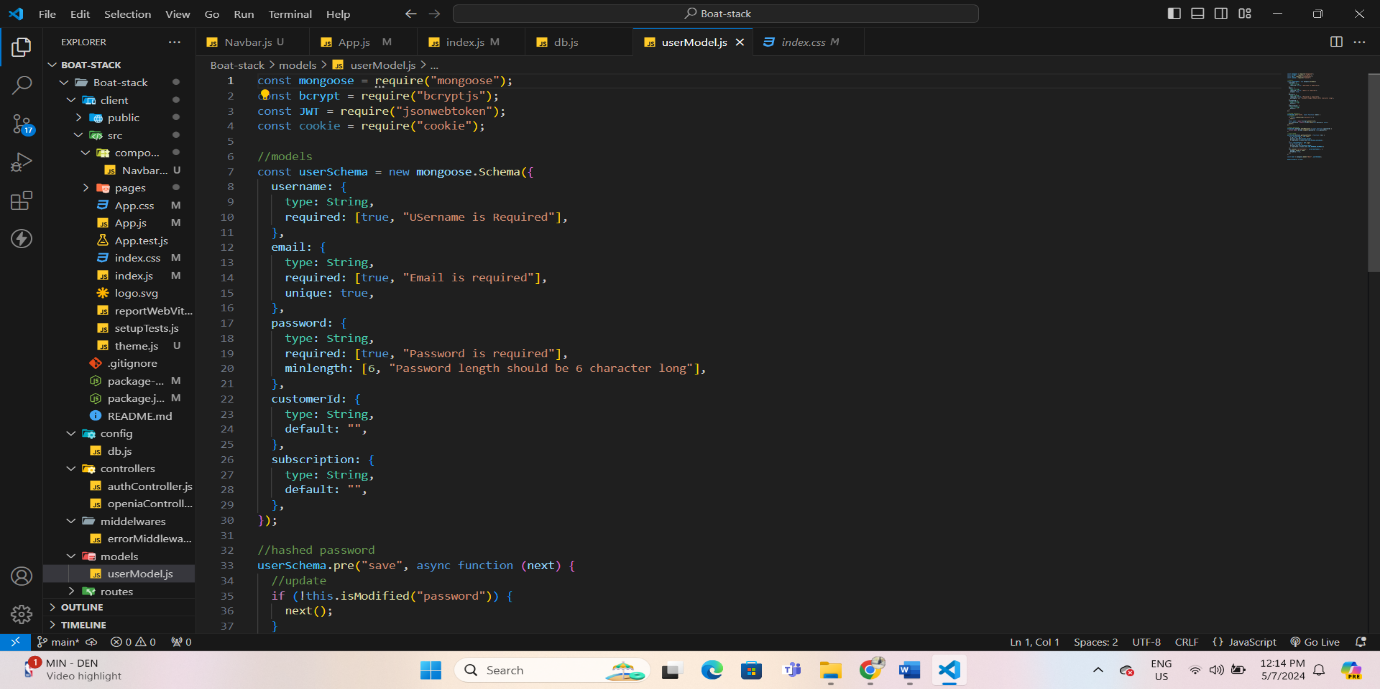 File Edit Selection View Go Run Terminal Help
Boat-stack
EXPLORER
BOAT-STACK
Boat-stack
client
public
src
compo...
Navbar... U
pages
App.css M
App.js M
App.test.js
index.css M
index.js M
logo.svg
reportWebVit...
setupTests.js
theme.js U
.gitignore
package-... M
package.j... M
README.md
config
db.js
controllers
authController.js
openiaControll...
middelwares
errorMiddlewa...
models
userModel.js
routes
OUTLINE
TIMELINE
17
Navbar.js U App.js M index.js M db.js userModel.js index.css M
Boat-stack > models > userModel.js > ...
1 const mongoose = require("mongoose");
2 const bcrypt = require("bcryptjs");
3 const JWT = require("jsonwebtoken");
4 const cookie = require("cookie");
5
6 //models
7 const userSchema = new mongoose.Schema({
8 username: {
9 type: String,
10 required: [true, "USername is Required"],
11 },
12 email: {
13 type: String,
14 required: [true, "Email is required"],
15 unique: true,
16 },
17 password: {
18 type: String,
19 required: [true, "Password is required"],
20 minlength: [6, "Password length should be 6 character long"],
21 },
22 customerId: {
23 type: String,
24 default: "",
25 },
26 subscription: {
27 type: String,
28 default: "",
29 },
30 });
31
32 //hashed password
33 userSchema.pre("save", async function (next) {
34 //update
35 if (!this.isModified("password")) {
36 next();
37 }
main* 0 0 0 Ln 1, Col 1 Spaces: 2 UTF-8 CRLF {} JavaScript Go Live
1 MIN - DEN
Video highlight
Search
ENG
US
12:14 PM
5/7/2024
PRE